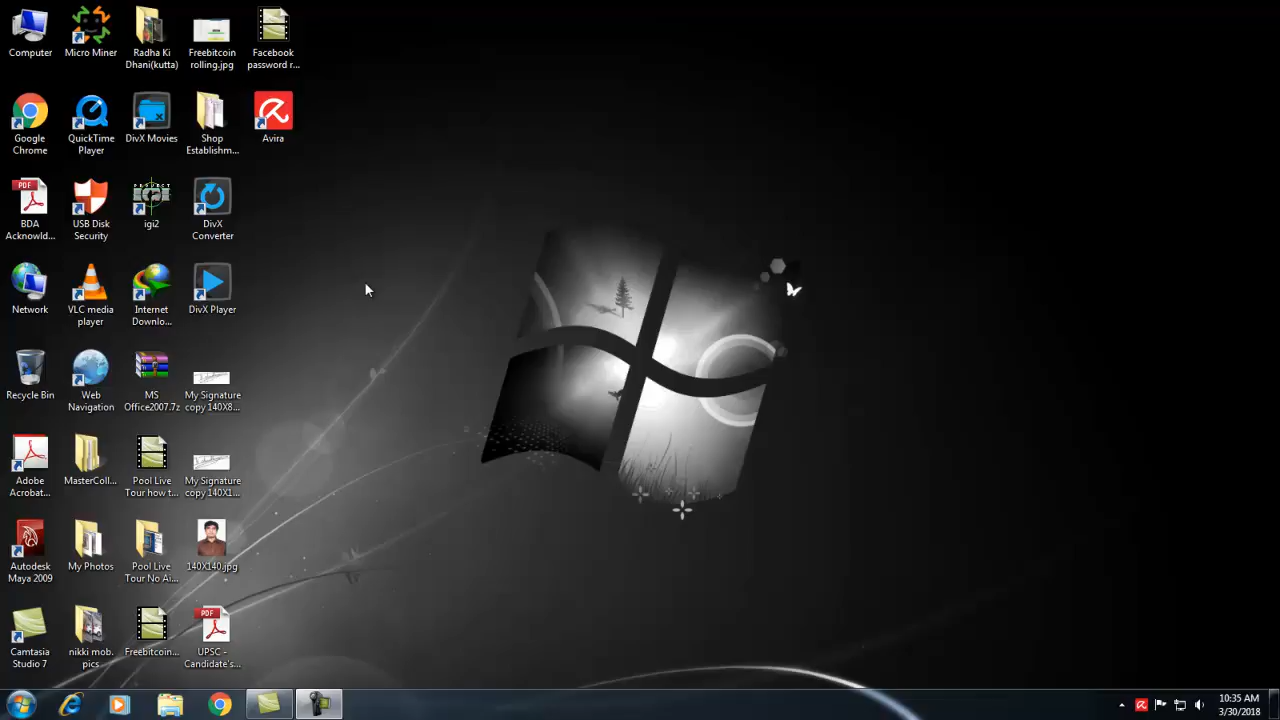 Computer
Micro Miner
Radha Ki
Dhani(kutta)
Freebitcoin
rolling.jpg
Facebook
password r...
Google
Chrome
QuickTime
Player
DivX Movies
Shop
Establishm...
Avira
PDF
BDA
Acknowld...
USB Disk
Security
PROJECT
igi2
DivX
Converter
Network
VLC media
player
Internet
Downlo...
DivX Player
Recycle Bin
Web
Navigation
MS
Office2007.7z
My Signature
copy 140X8...
Adobe
Acrobat...
MasterColl...
Pool Live
Tour how t...
My Signature
copy 140X1...
Autodesk
Maya 2009
My Photos
Pool Live
Tour No Ai...
140X140.jpg
Camtasia
Studio 7
nikki mob.
pics
Freebitcoin...
PDF
UPSC -
Candidate's...
10:35 AM
3/30/2018